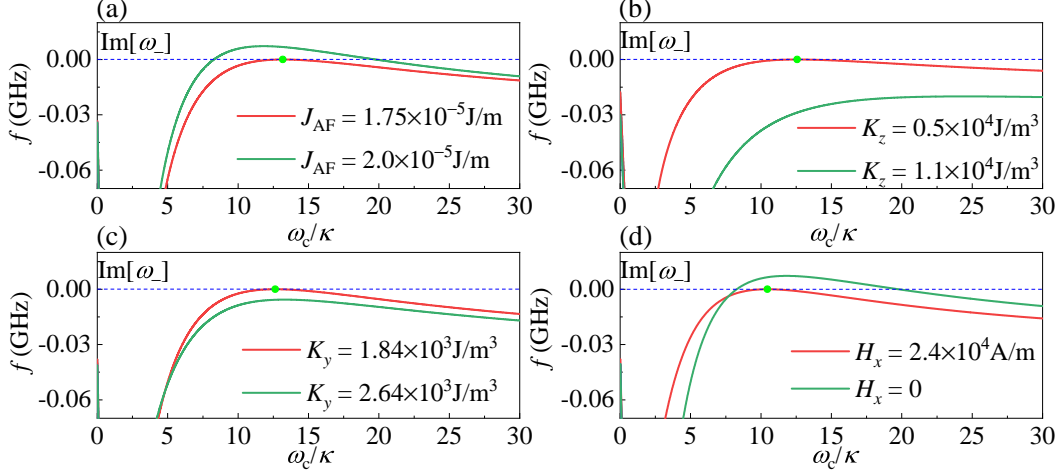 (a)
Im[ω_]
f (GHz)
0.00
-0.03
-0.06
J_AF = 1.75×10⁻⁵J/m
J_AF = 2.0×10⁻⁵J/m
0 5 10 15 20 25 30
ω_c/κ
(b)
Im[ω_]
f (GHz)
0.00
-0.03
-0.06
K_z = 0.5×10⁴J/m³
K_z = 1.1×10⁴J/m³
0 5 10 15 20 25 30
ω_c/κ
(c)
Im[ω_]
f (GHz)
0.00
-0.03
-0.06
K_y = 1.84×10³J/m³
K_y = 2.64×10³J/m³
0 5 10 15 20 25 30
ω_c/κ
(d)
Im[ω_]
f (GHz)
0.00
-0.03
-0.06
H_x = 2.4×10⁴A/m
H_x = 0
0 5 10 15 20 25 30
ω_c/κ